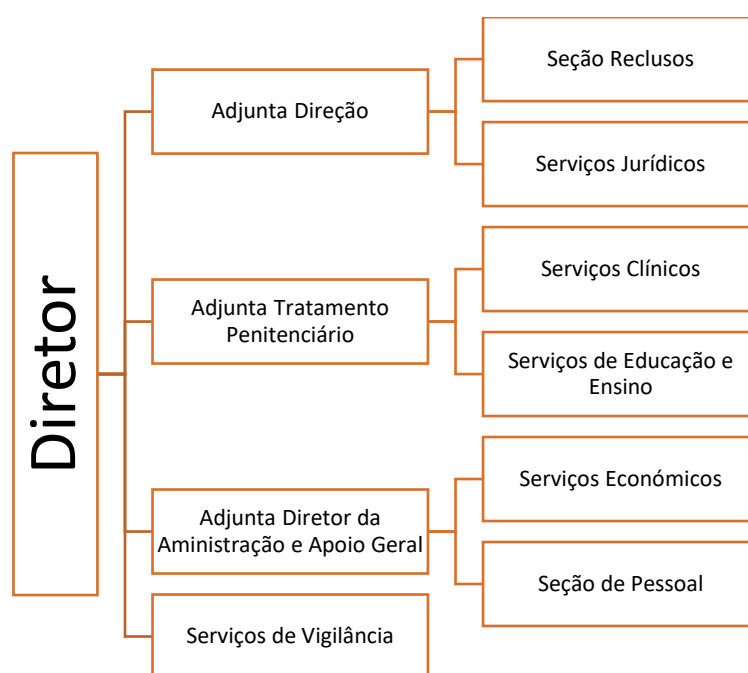 Diretor
Adjunta Direção
Seção Reclusos
Serviços Jurídicos
Adjunta Tratamento
Penitenciário
Serviços Clínicos
Serviços de Educação e
Ensino
Adjunta Diretor da
Aministração e Apoio Geral
Serviços Económicos
Seção de Pessoal
Serviços de Vigilância